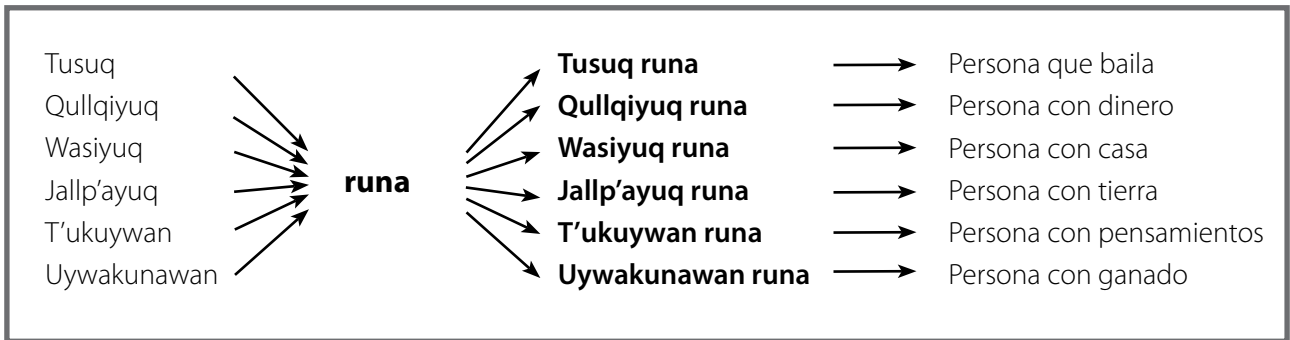 Tusuq
Qullqiyuq
Wasiyuq
Jallp’ayuq
T’ukuywan
Uywakunawan
runa
Tusuq runa
Qullqiyuq runa
Wasiyuq runa
Jallp’ayuq runa
T’ukuywan runa
Uywakunawan runa
Persona que baila
Persona con dinero
Persona con casa
Persona con tierra
Persona con pensamientos
Persona con ganado